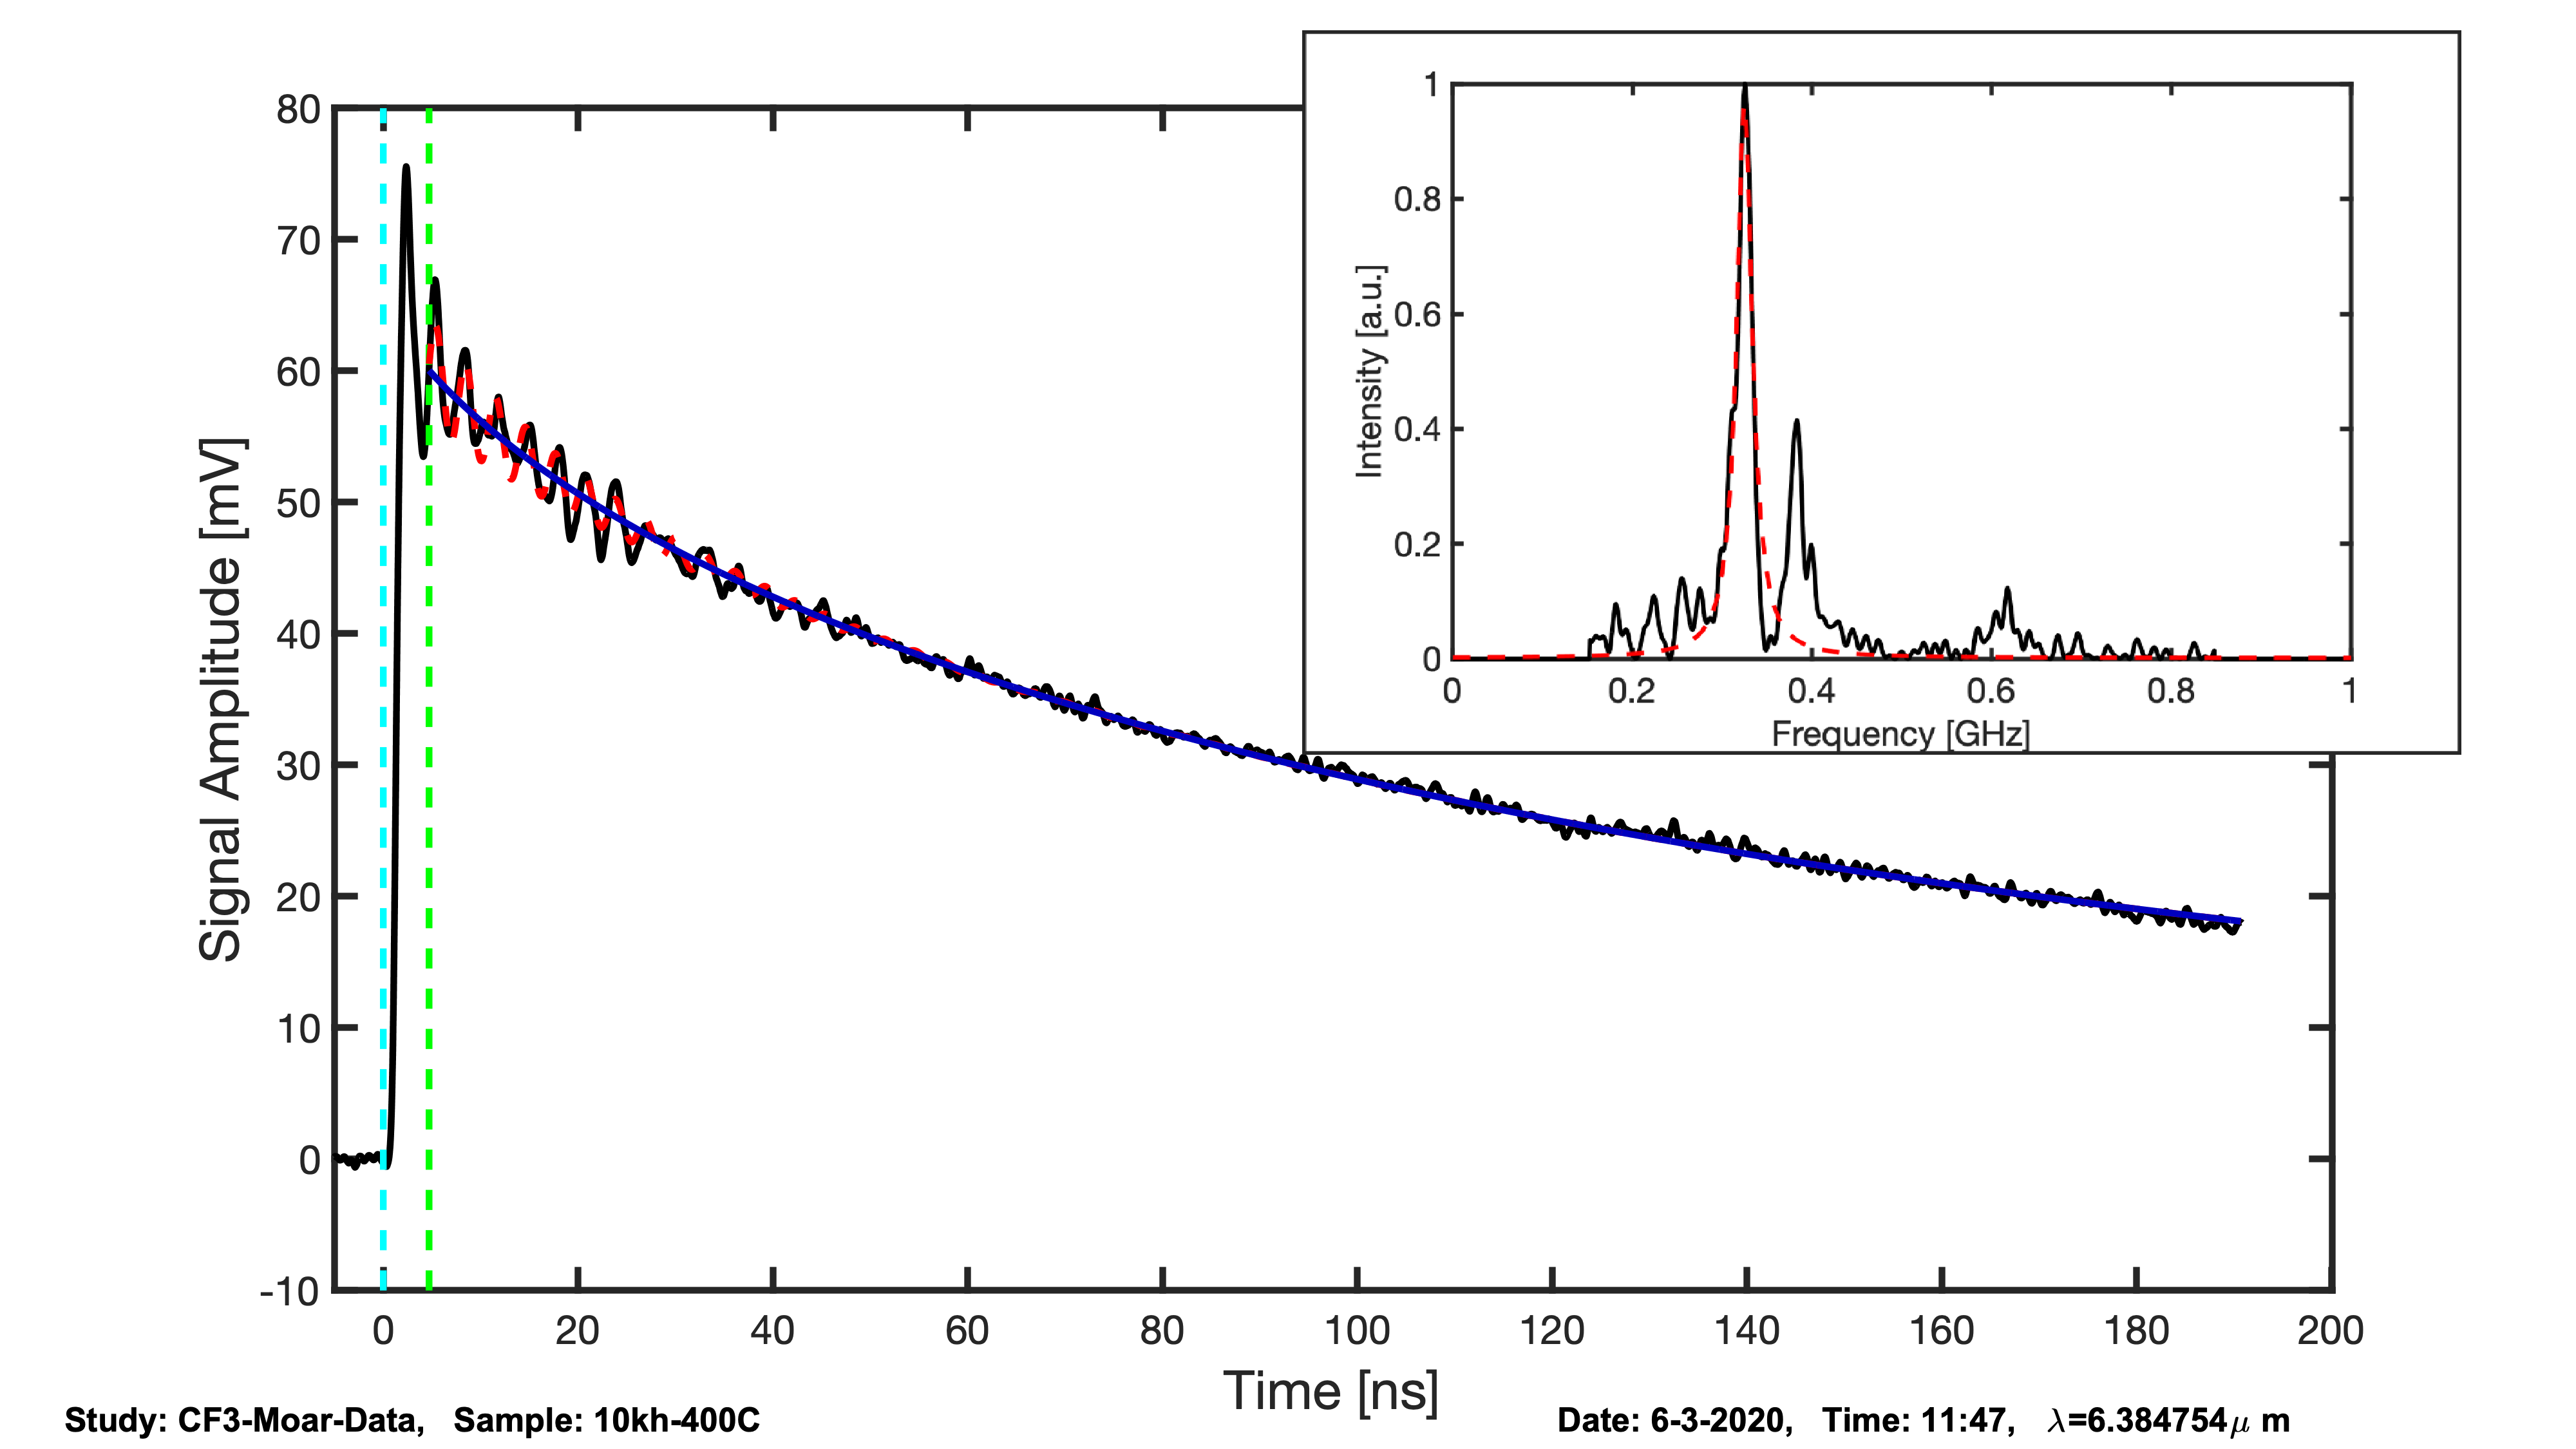 1
0.8
0.6
0.4
0.2
0
Intensity [a.u.]
0 0.2 0.4 0.6 0.8 1
Frequency [GHz]
80
70
60
50
40
30
20
10
0
-10
Signal Amplitude [mV]
0 20 40 60 80 100 120 140 160 180 200
Time [ns]
Study: CF3-Moar-Data, Sample: 10kh-400C
Date: 6-3-2020, Time: 11:47, λ=6.384754μ m